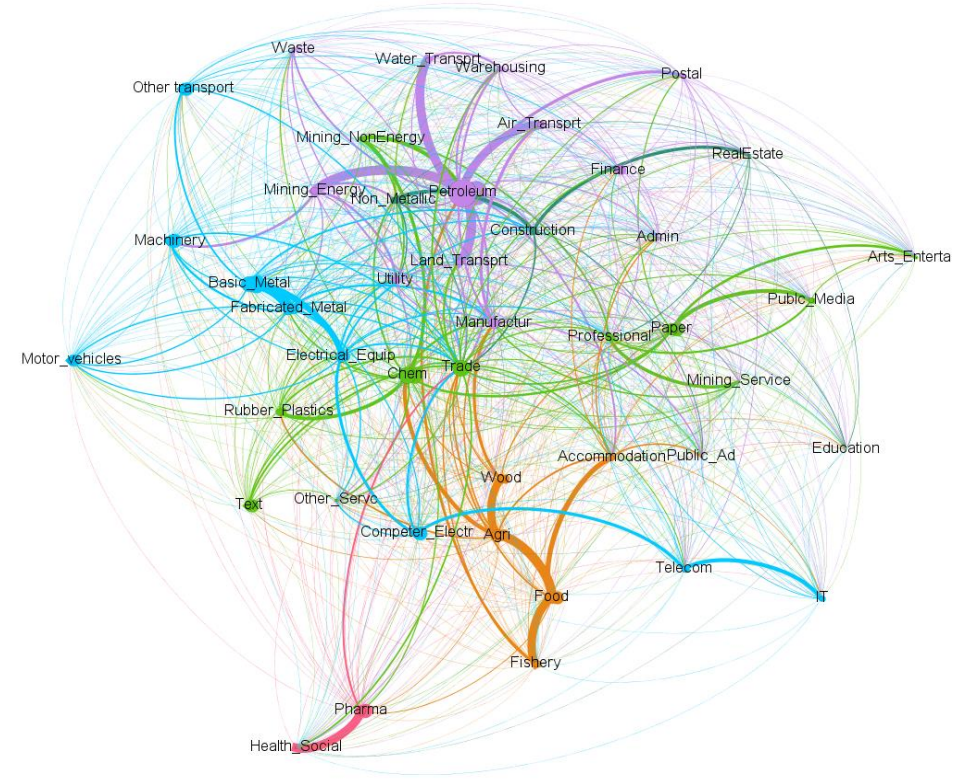 Waste
Water_Transprt
Warehousing
Postal
Other transport
Air_Transprt
Mining_NonEnergy
RealEstate
Finance
Mining_Energy
Petroleum
Non_Metallic
Construction
Admin
Machinery
Arts_Enterta
Land_Transprt
Utility
Basic_Metal
Publc_Media
Fabricated_Metal
Manufactur
Paper
Professional
Motor_vehicles
Electrical_Equip
Trade
Chem
Mining_Service
Rubber_Plastics
Education
Accommodation
Public_Ad
Wood
Other_Servc
Text
Competer_Electr
Agri
Telecom
Food
IT
Fishery
Pharma
Health_Social